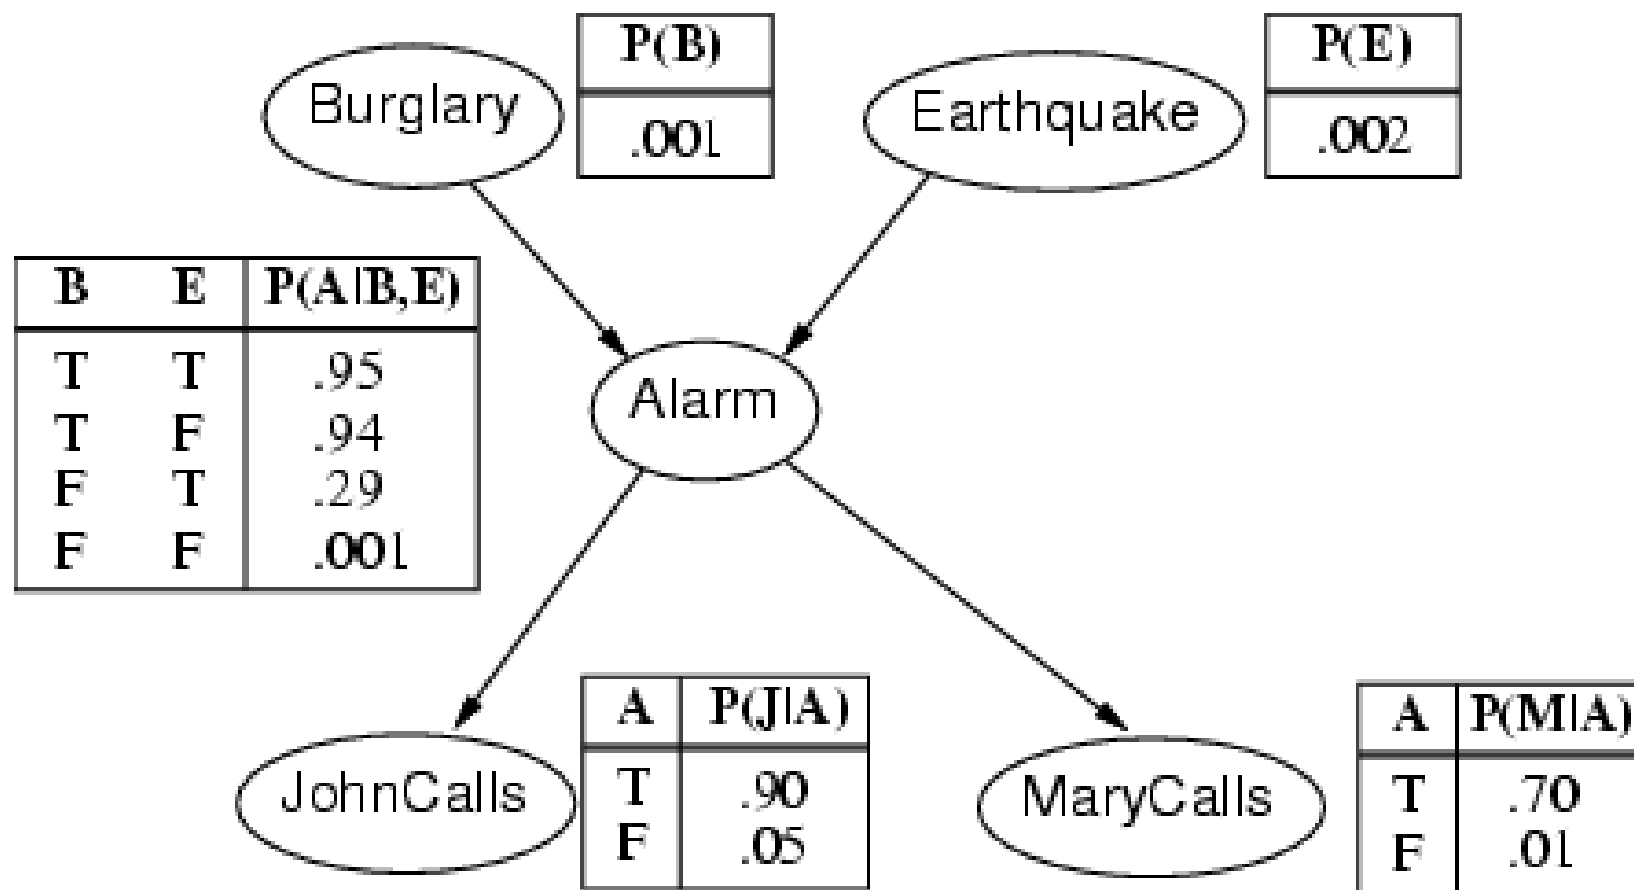 Burglary
P(B)
.001
Earthquake
P(E)
.002
B E P(A|B,E)
T T .95
T F .94
F T .29
F F .001
Alarm
JohnCalls
A P(J|A)
T .90
F .05
MaryCalls
A P(M|A)
T .70
F .01